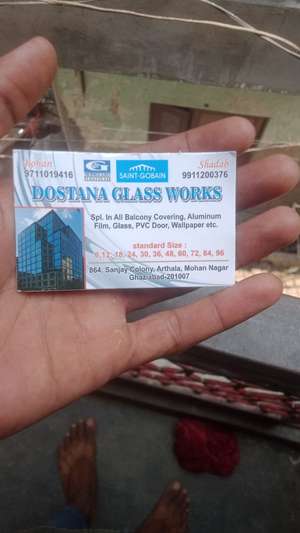 Rohan
Shadab
9711019416
SAINT-GOBAIN
9911200376
DOSTANA GLASS WORKS
Spl. In All Balcony Covering, Aluminum
Film, Glass, PVC Door, Wallpaper etc.
standard Size :
9,12, 18, 24, 30, 36, 48, 60, 72, 84, 96
864, Sanjay Colony, Arthala, Mohan Nagar
Ghaziabad-201007